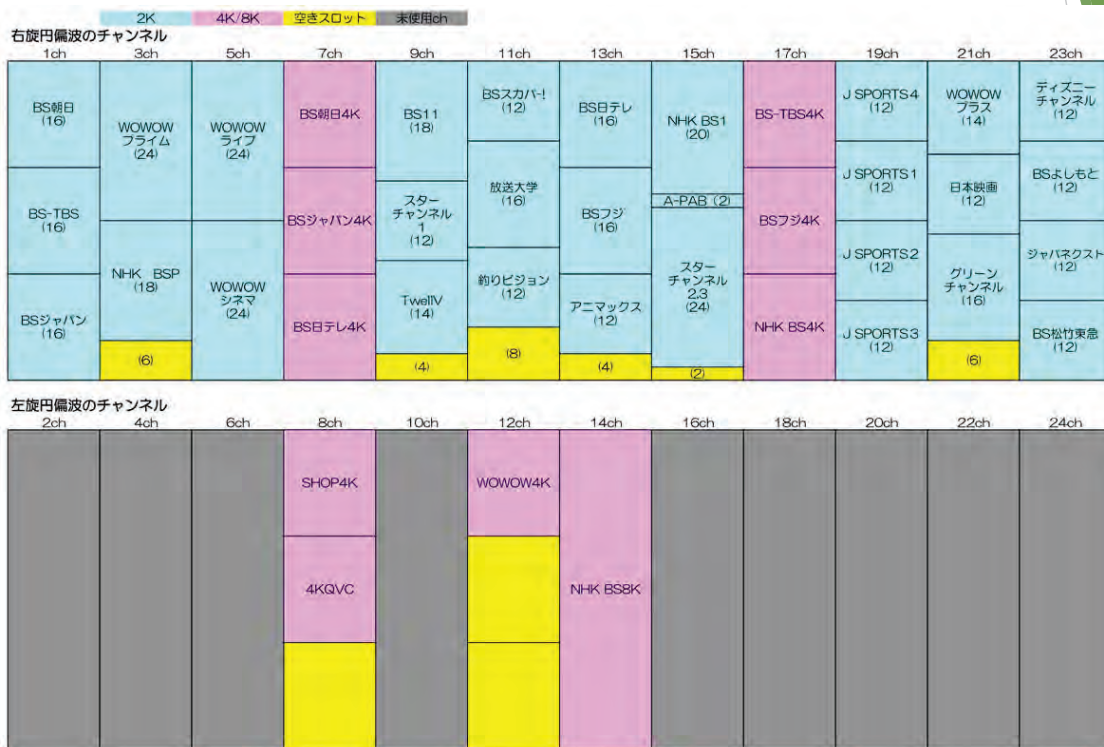 2K 4K/8K 空きスロット 未使用ch
右旋円偏波のチャンネル
1ch 3ch 5ch 7ch 9ch 11ch 13ch 15ch 17ch 19ch 21ch 23ch
BS朝日
(16)
BS-TBS
(16)
BSジャパン
(16)
WOWOW
プライム
(24)
NHK BSP
(18)
(6)
WOWOW
ライブ
(24)
WOWOW
シネマ
(24)
BS朝日4K
BSジャパン4K
BS日テレ4K
BS11
(18)
スター
チャンネル
1
(12)
TwellV
(14)
(4)
BSスカパー!
(12)
放送大学
(16)
釣りビジョン
(12)
(8)
BS日テレ
(16)
BSフジ
(16)
アニマックス
(12)
(4)
NHK BS1
(20)
A-PAB (2)
スター
チャンネル
2,3
(24)
(2)
BS-TBS4K
BSフジ4K
NHK BS4K
J SPORTS4
(12)
J SPORTS1
(12)
J SPORTS2
(12)
J SPORTS3
(12)
WOWOW
プラス
(14)
日本映画
(12)
グリーン
チャンネル
(16)
(6)
ディズニー
チャンネル
(12)
BSよしもと
(12)
ジャパネクスト
(12)
BS松竹東急
(12)
左旋円偏波のチャンネル
2ch 4ch 6ch 8ch 10ch 12ch 14ch 16ch 18ch 20ch 22ch 24ch
SHOP4K
4KQVC
WOWOW4K
NHK BS8K